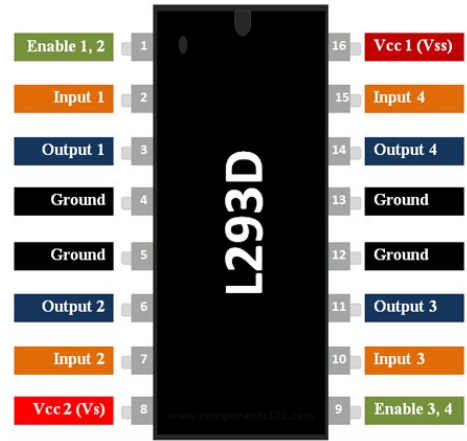 Enable 1, 2 1 16 Vcc 1 (Vss)
Input 1 2 15 Input 4
Output 1 3 14 Output 4
Ground 4 13 Ground
L293D
Ground 5 12 Ground
Output 2 6 11 Output 3
Input 2 7 10 Input 3
Vcc 2 (Vs) 8 9 Enable 3, 4
www.components101.com